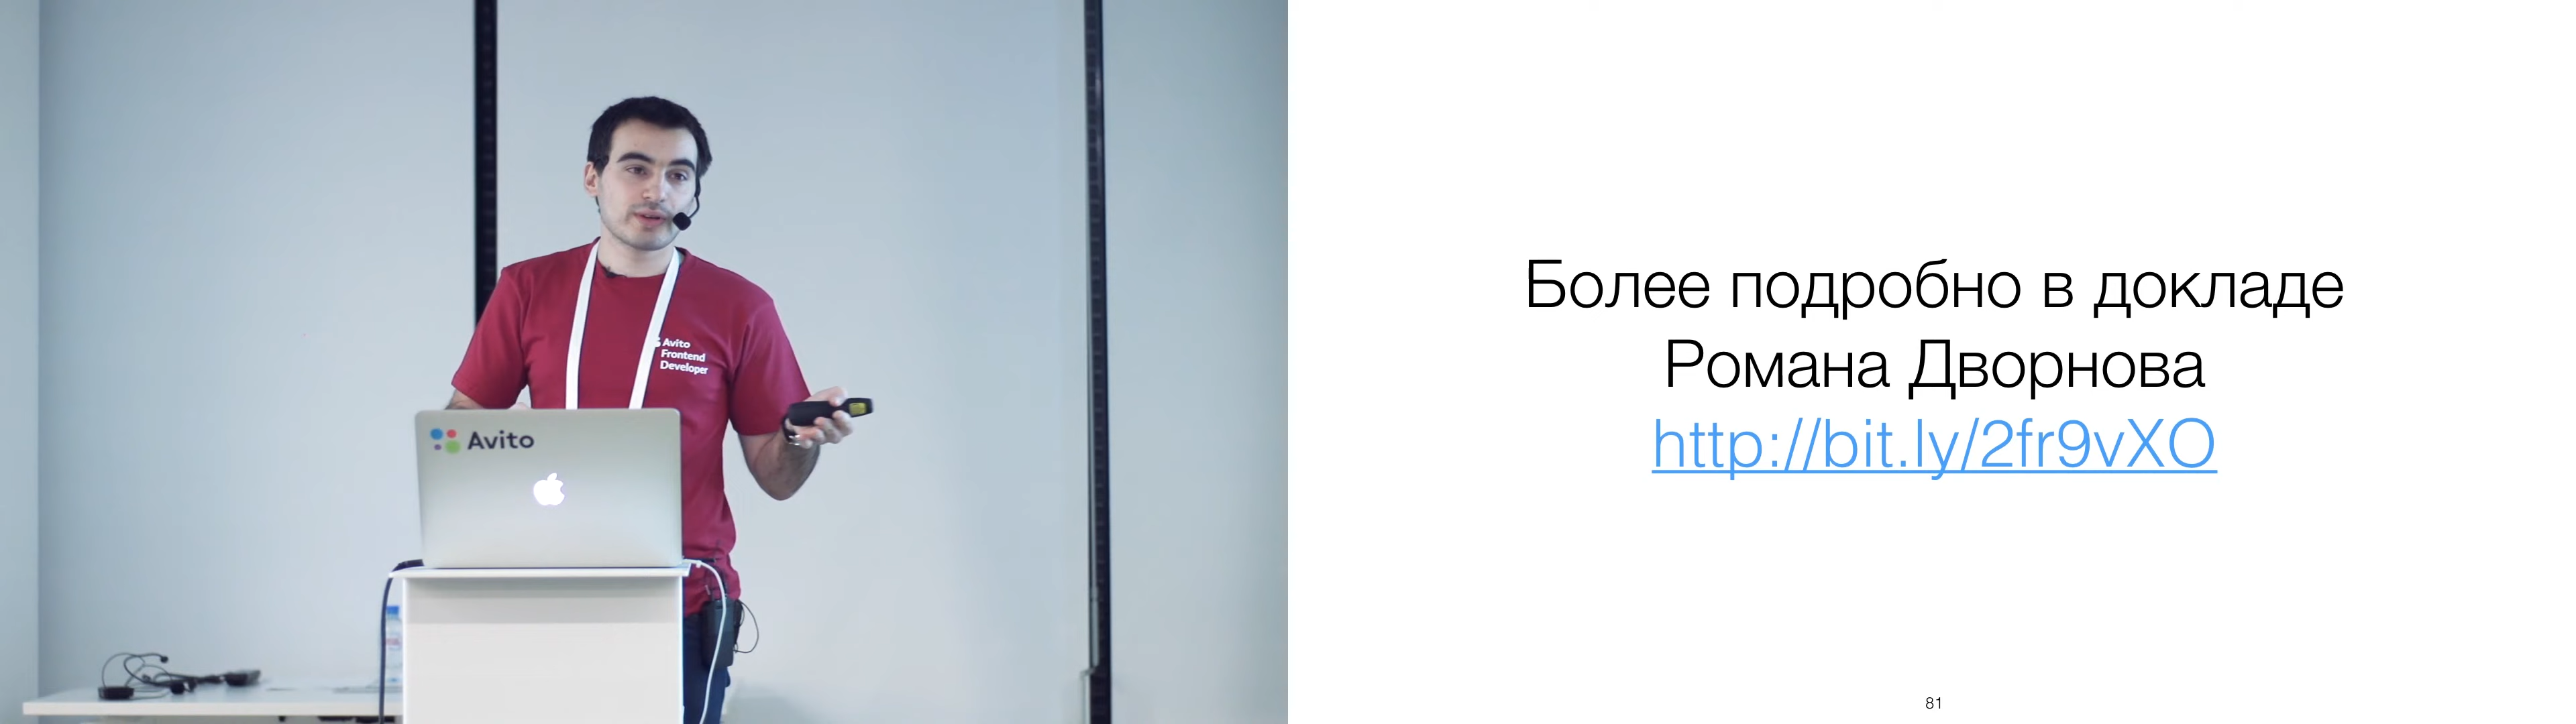 Avito
Frontend
Developer
Avito
Более подробно в докладе
Романа Дворнова
http://bit.ly/2fr9vXO
81